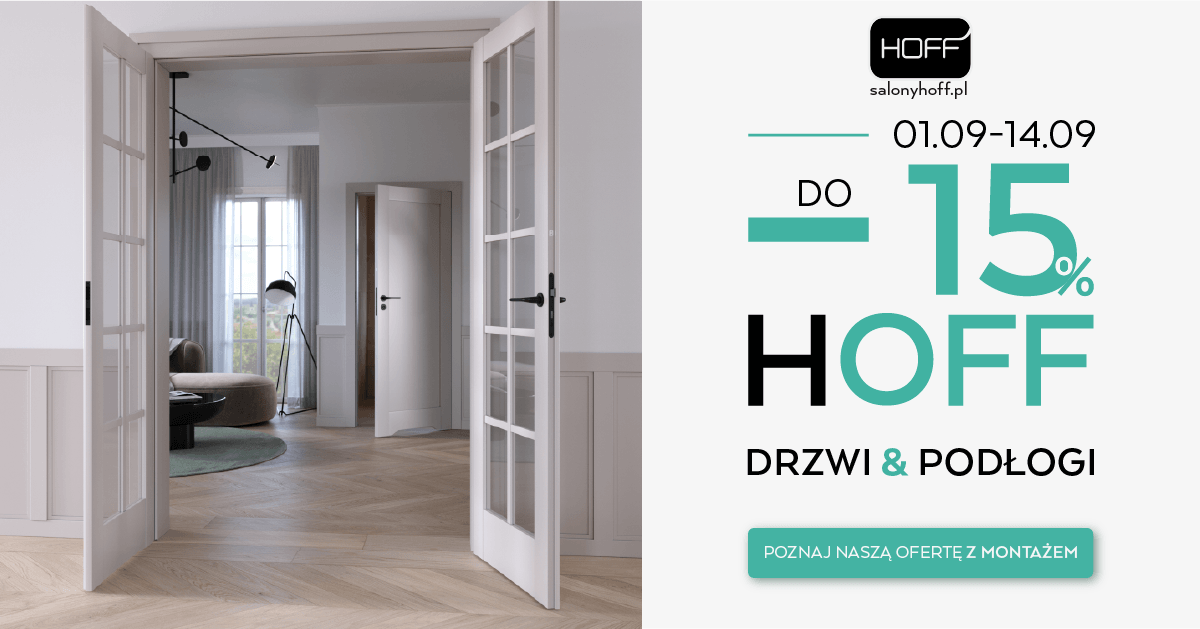 HOFF
salonyhoff.pl
01.09-14.09
DO
-15%
HOFF
DRZWI & PODŁOGI
POZNAJ NASZĄ OFERTĘ Z MONTAŻEM